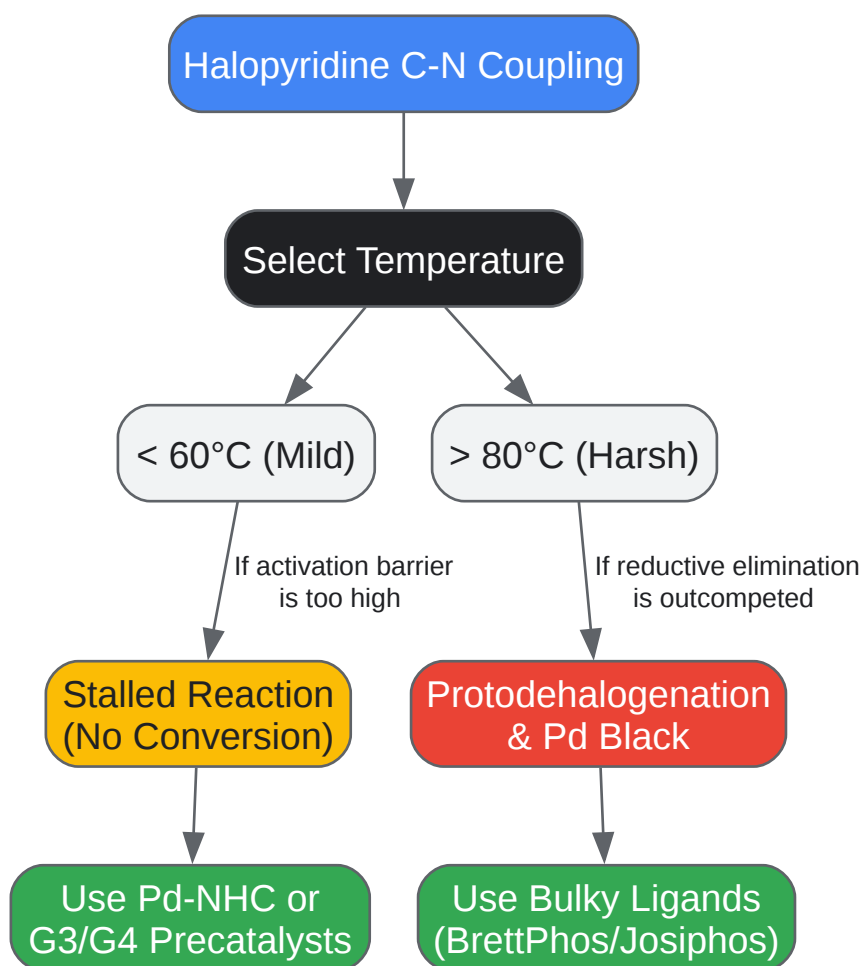 Halopyridine C-N Coupling
Select Temperature
< 60°C (Mild)
> 80°C (Harsh)
If activation barrier
is too high
If reductive elimination
is outcompeted
Stalled Reaction
(No Conversion)
Protodehalogenation
& Pd Black
Use Pd-NHC or
G3/G4 Precatalysts
Use Bulky Ligands
(BrettPhos/Josiphos)